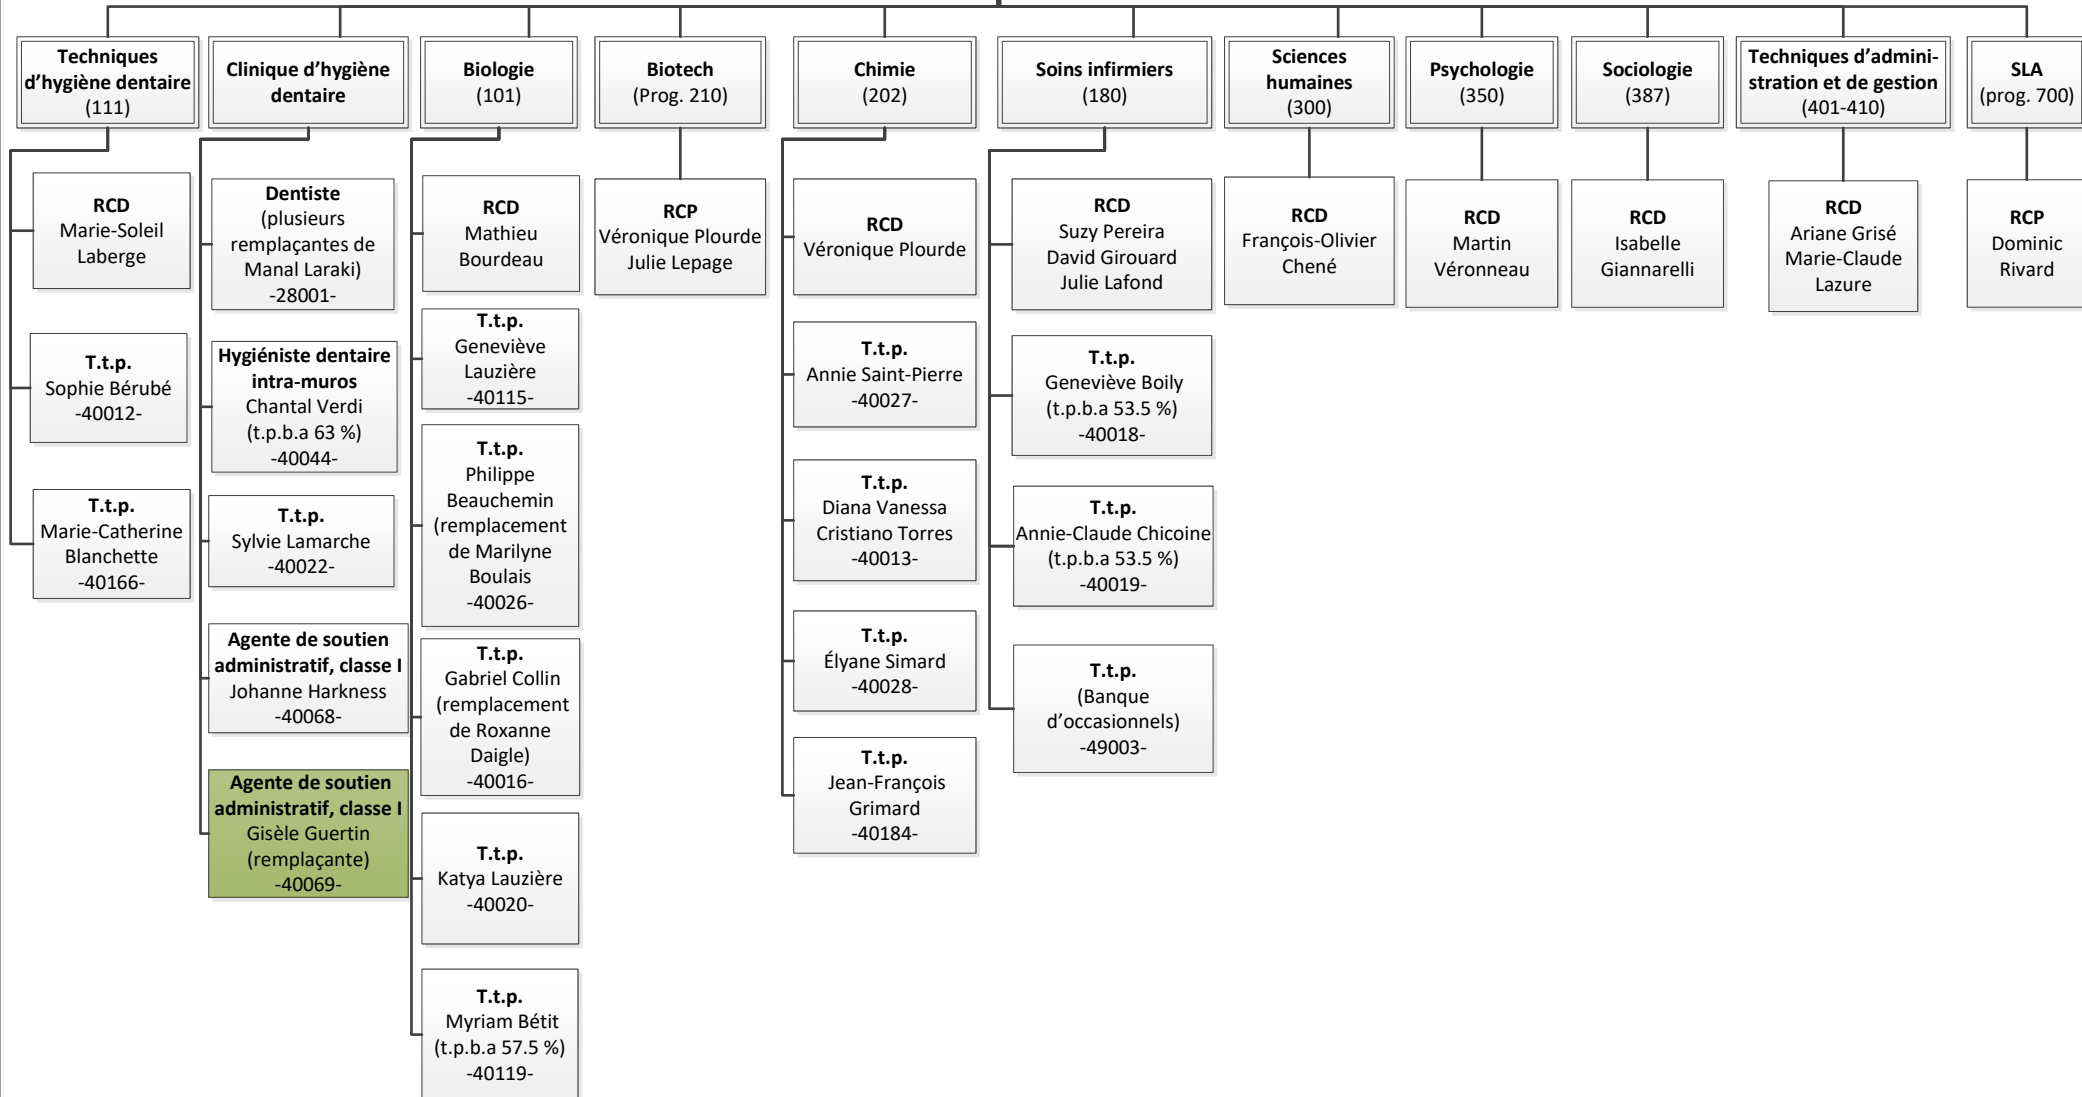 Techniques
d'hygiène dentaire
(111)
RCD
Marie-Soleil
Laberge
T.t.p.
Sophie Bérubé
-40012-
T.t.p.
Marie-Catherine
Blanchette
-40166-
Clinique d'hygiène
dentaire
Dentiste
(plusieurs
remplaçantes de
Manal Laraki)
-28001-
Hygiéniste dentaire
intra-muros
Chantal Verdi
(t.p.b.a 63 %)
-40044-
T.t.p.
Sylvie Lamarche
-40022-
Agente de soutien
administratif, classe I
Johanne Harkness
-40068-
Agente de soutien
administratif, classe I
Gisèle Guertin
(remplaçante)
-40069-
Biologie
(101)
RCD
Mathieu
Bourdeau
T.t.p.
Geneviève
Lauzière
-40115-
T.t.p.
Philippe
Beauchemin
(remplacement
de Marilyne
Boulais
-40026-
T.t.p.
Gabriel Collin
(remplacement
de Roxanne
Daigle)
-40016-
T.t.p.
Katya Lauzière
-40020-
T.t.p.
Myriam Bétit
(t.p.b.a 57.5 %)
-40119-
Biotech
(Prog. 210)
RCP
Véronique Plourde
Julie Lepage
Chimie
(202)
RCD
Véronique Plourde
T.t.p.
Annie Saint-Pierre
-40027-
T.t.p.
Diana Vanessa
Cristiano Torres
-40013-
T.t.p.
Élyane Simard
-40028-
T.t.p.
Jean-François
Grimard
-40184-
Soins infirmiers
(180)
RCD
Suzy Pereira
David Girouard
Julie Lafond
T.t.p.
Geneviève Boily
(t.p.b.a 53.5 %)
-40018-
T.t.p.
Annie-Claude Chicoine
(t.p.b.a 53.5 %)
-40019-
T.t.p.
(Banque
d'occasionnels)
-49003-
Sciences
humaines
(300)
RCD
François-Olivier
Chené
Psychologie
(350)
RCD
Martin
Véronneau
Sociologie
(387)
RCD
Isabelle
Giannarelli
Techniques d'admini-
stration et de gestion
(401-410)
RCD
Ariane Grisé
Marie-Claude
Lazure
SLA
(prog. 700)
RCP
Dominic
Rivard